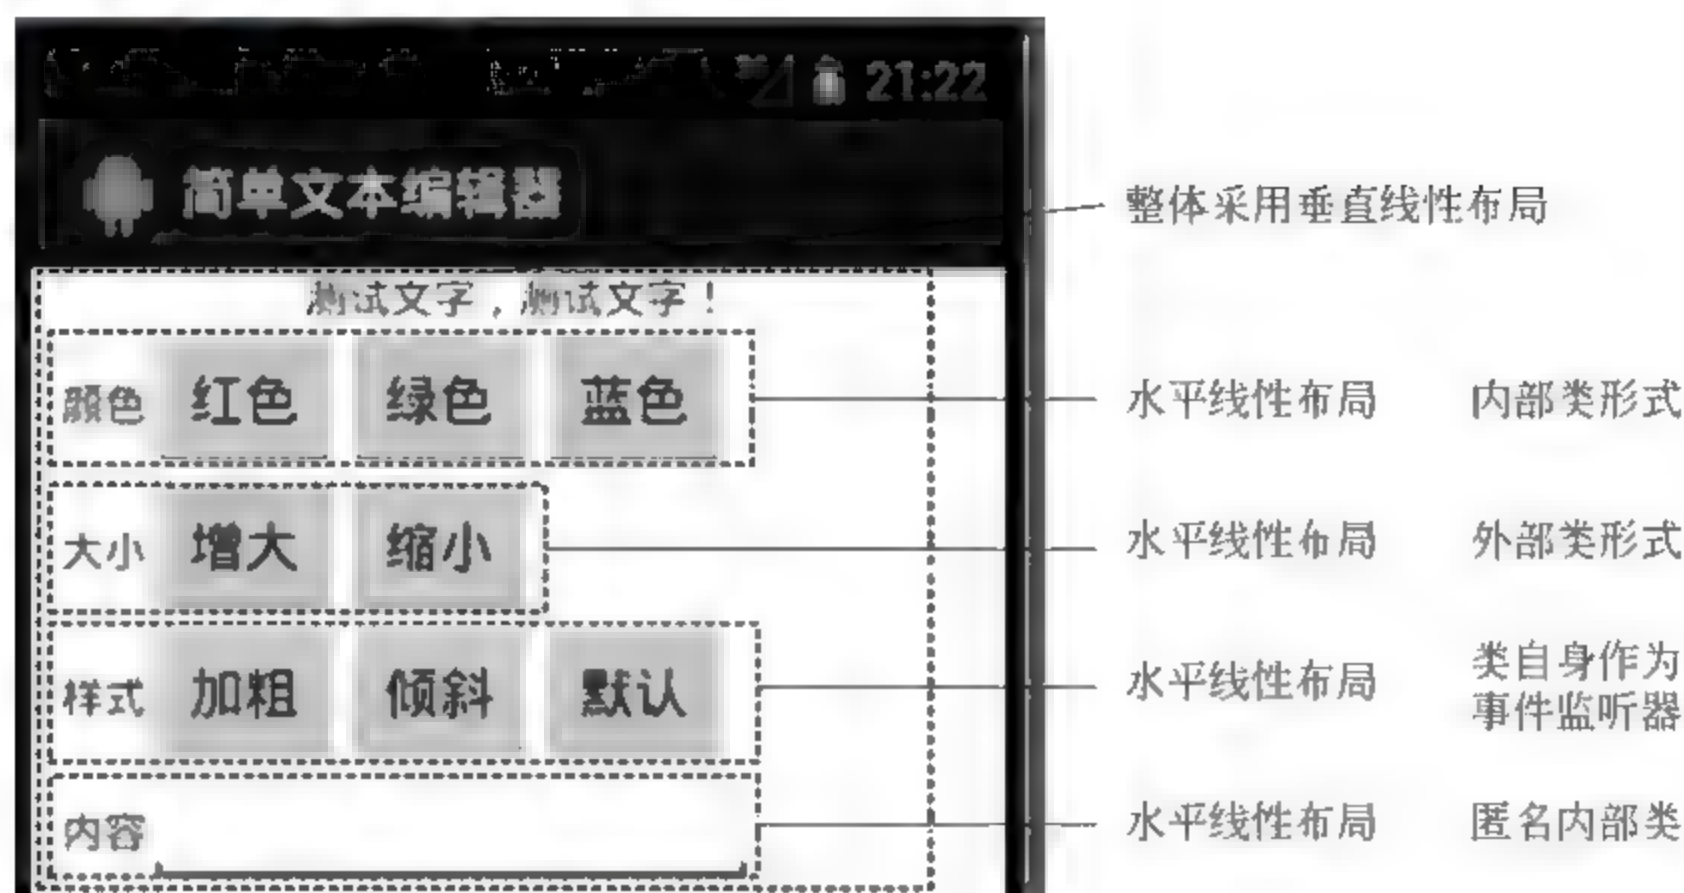 21:22
简单文本编辑器
整体采用垂直线性布局
测试文字，测试文字！
颜色 红色 绿色 蓝色 水平线性布局 内部类形式
大小 增大 缩小 水平线性布局 外部类形式
样式 加粗 倾斜 默认 水平线性布局 类自身作为
事件监听器
内容 水平线性布局 匿名内部类